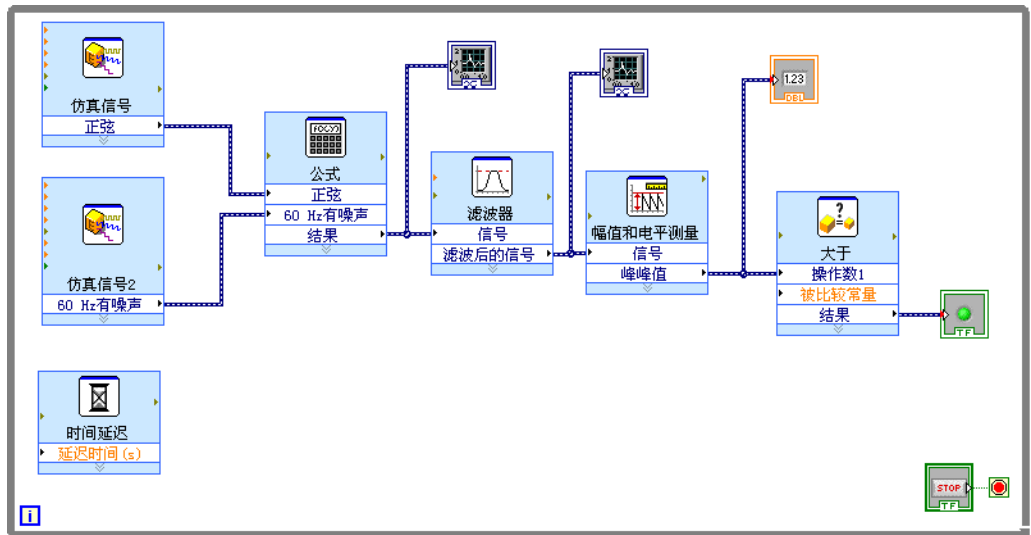 仿真信号
正弦
仿真信号2
60 Hz有噪声
时间延迟
延迟时间(s)
i
F(X,Y)
公式
正弦
60 Hz有噪声
结果
滤波器
信号
滤波后的信号
幅值和电平测量
信号
峰峰值
1.23
DBL
?
=
大于
操作数1
被比较常量
结果
TF
STOP
TF